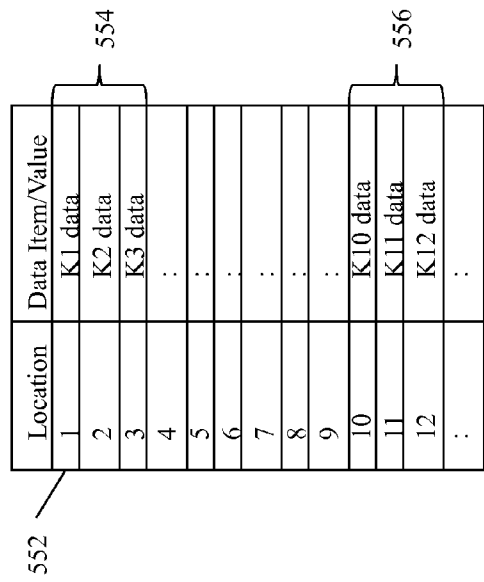 552
Location Data Item/Value
1 K1 data
2 K2 data
3 K3 data
554
4 ..
5 ..
6 ..
7 ..
8 ..
9 ..
10 K10 data
11 K11 data
12 K12 data
556
.. ..